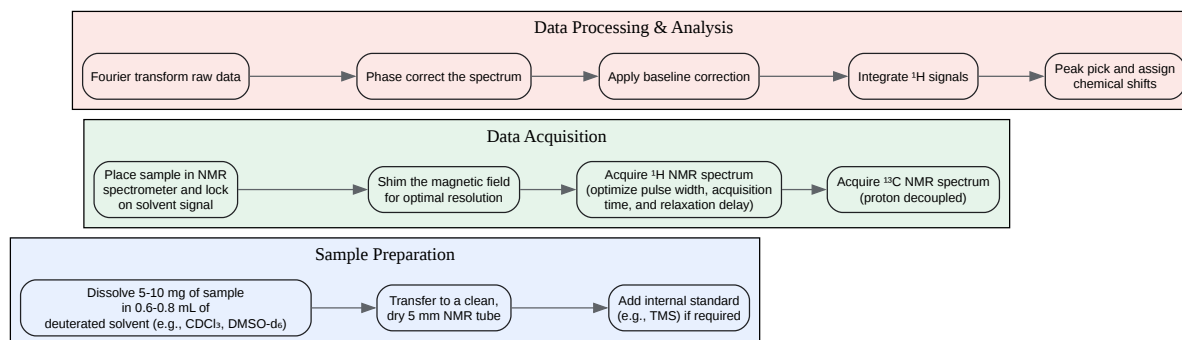 Data Processing & Analysis
Fourier transform raw data
Phase correct the spectrum
Apply baseline correction
Integrate ¹H signals
Peak pick and assign
chemical shifts
Data Acquisition
Place sample in NMR
spectrometer and lock
on solvent signal
Shim the magnetic field
for optimal resolution
Acquire ¹H NMR spectrum
(optimize pulse width, acquisition
time, and relaxation delay)
Acquire ¹³C NMR spectrum
(proton decoupled)
Sample Preparation
Dissolve 5-10 mg of sample
in 0.6-0.8 mL of
deuterated solvent (e.g., CDCl₃, DMSO-d₆)
Transfer to a clean,
dry 5 mm NMR tube
Add internal standard
(e.g., TMS) if required